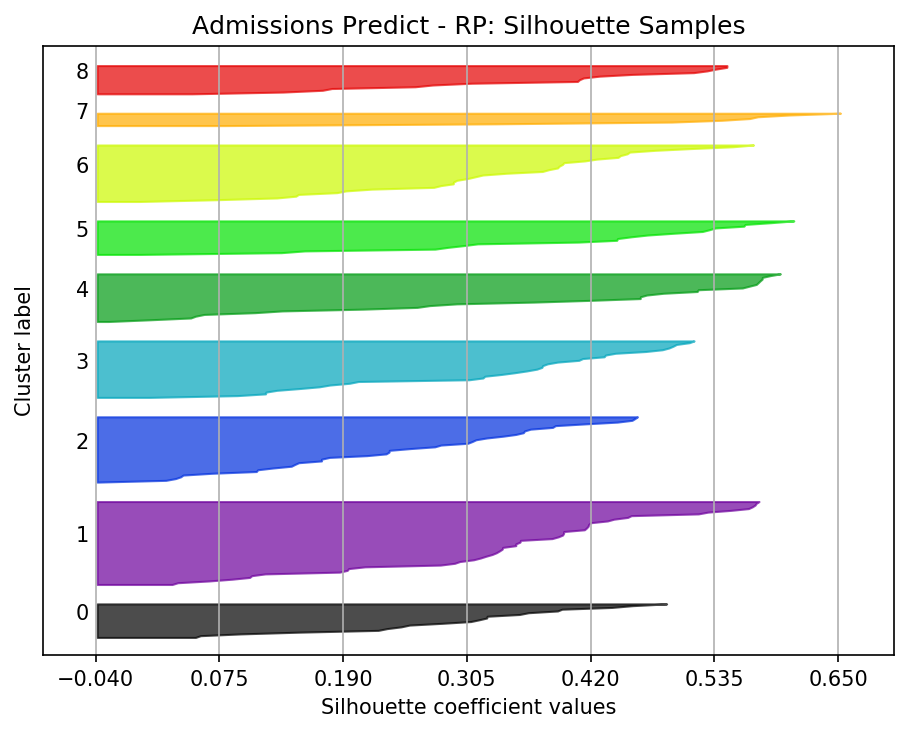 Admissions Predict - RP: Silhouette Samples
8
7
6
5
4
3
2
1
0
Cluster label
−0.040 0.075 0.190 0.305 0.420 0.535 0.650
Silhouette coefficient values